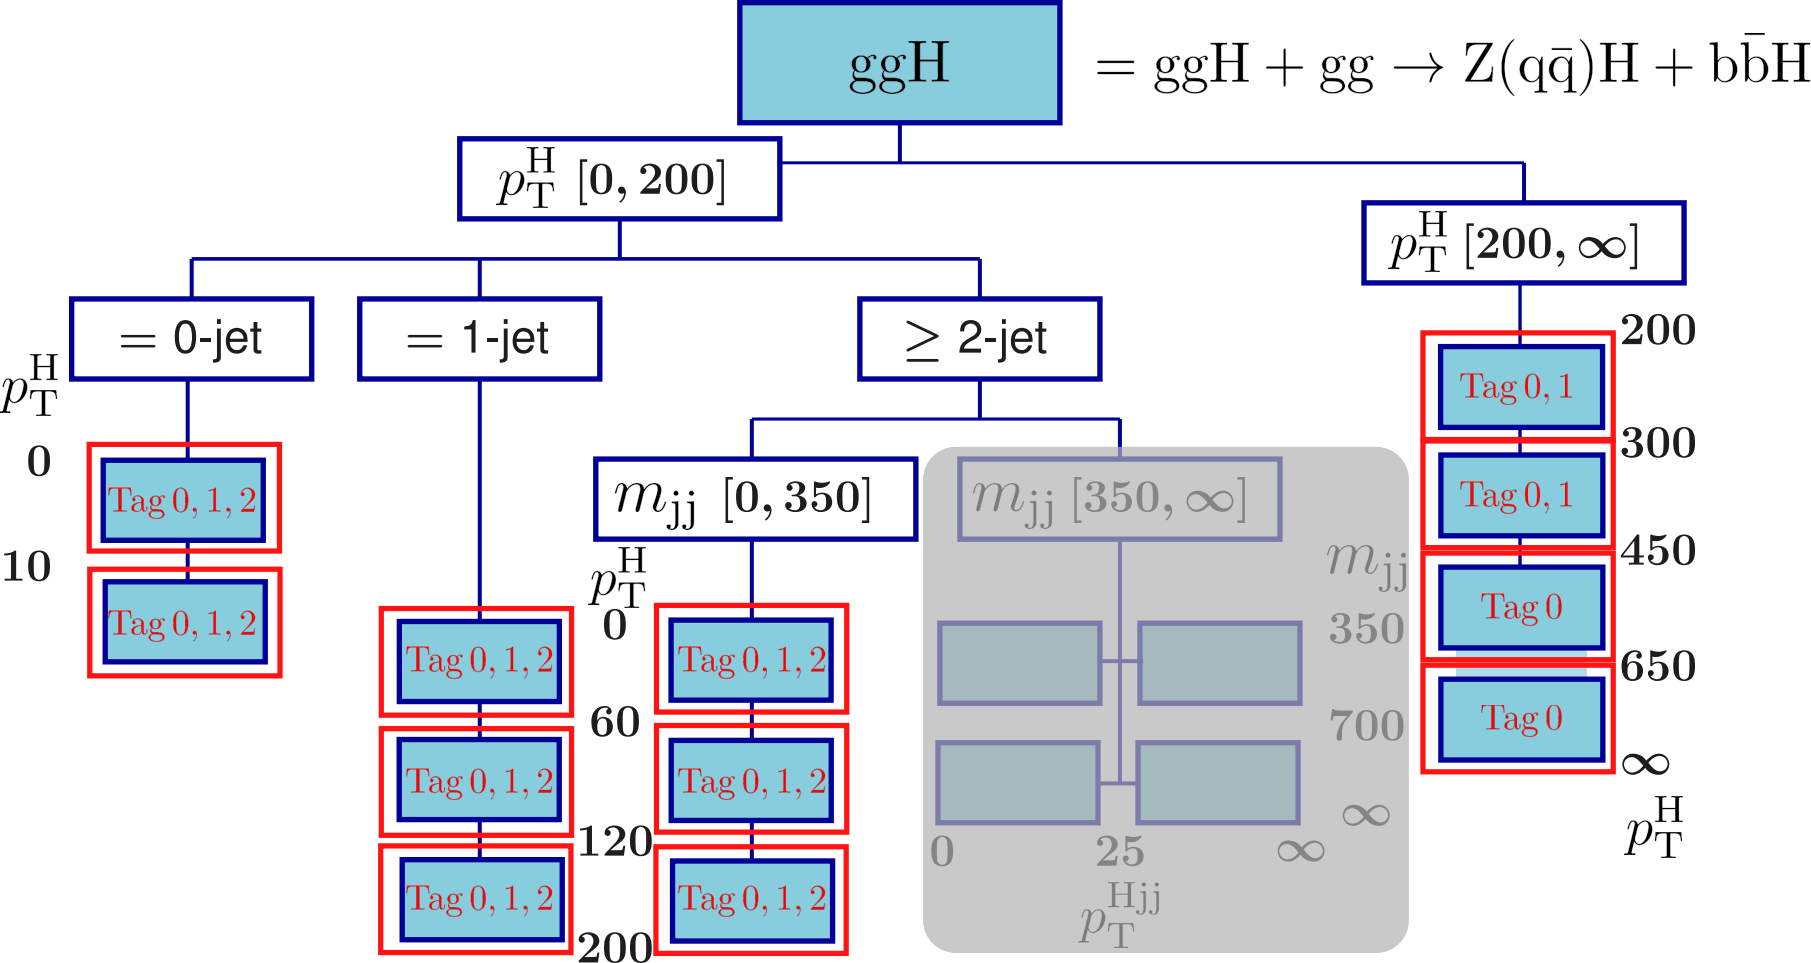 ggH = ggH + gg → Z(qq̄)H + bb̄H
p_T^H [0, 200]
p_T^H [200, ∞]
= 0-jet
= 1-jet
≥ 2-jet
p_T^H
0
Tag 0, 1, 2
10
Tag 0, 1, 2
Tag 0, 1, 2
Tag 0, 1, 2
Tag 0, 1, 2
m_jj [0, 350]
p_T^H
0
Tag 0, 1, 2
60
Tag 0, 1, 2
120
Tag 0, 1, 2
200
m_jj [350, ∞]
m_jj
350
700
∞
0 25 ∞
p_T^Hjj
200
Tag 0, 1
300
Tag 0, 1
450
Tag 0
650
Tag 0
∞
p_T^H